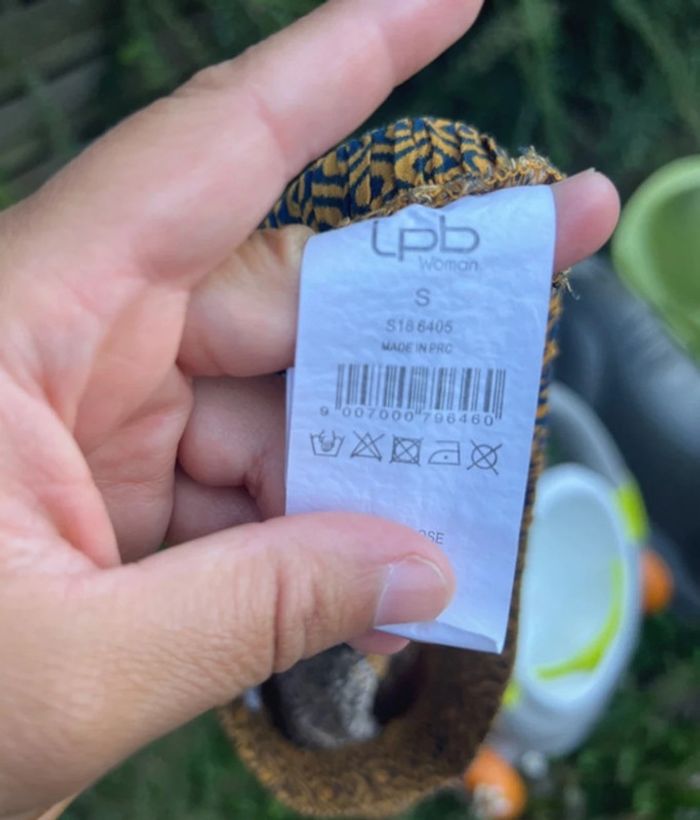 lpb
Woman
S
S18 6405
MADE IN PRC
9 007000 796460